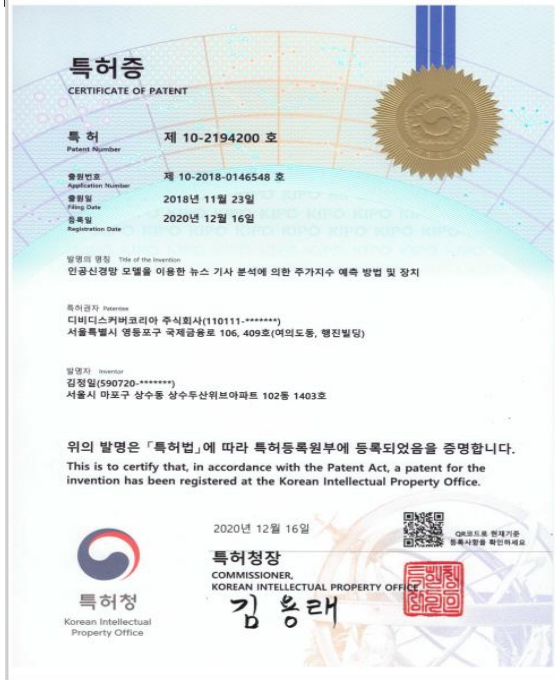 특허증
CERTIFICATE OF PATENT
특 허 제 10-2194200 호
Patent Number
출원번호 제 10-2018-0146548 호
Application Number
출원일 2018년 11월 23일
Filing Date
등록일 2020년 12월 16일
Registration Date
발명의 명칭 Title of the Invention
인공신경망 모델을 이용한 뉴스 기사 분석에 의한 주가지수 예측 방법 및 장치
특허권자 Patentee
디비디스커버코리아 주식회사(110111-*******)
서울특별시 영등포구 국제금융로 106, 409호(여의도동, 행진빌딩)
발명자 Inventor
김정일(590720-*******)
서울시 마포구 상수동 상수두산위브아파트 102동 1403호
위의 발명은 「특허법」에 따라 특허등록원부에 등록되었음을 증명합니다.
This is to certify that, in accordance with the Patent Act, a patent for the
invention has been registered at the Korean Intellectual Property Office.
2020년 12월 16일
QR코드로 현재기준
등록사항을 확인하세요
특허청장
COMMISSIONER,
KOREAN INTELLECTUAL PROPERTY OFFICE
김용래
특허청
Korean Intellectual
Property Office